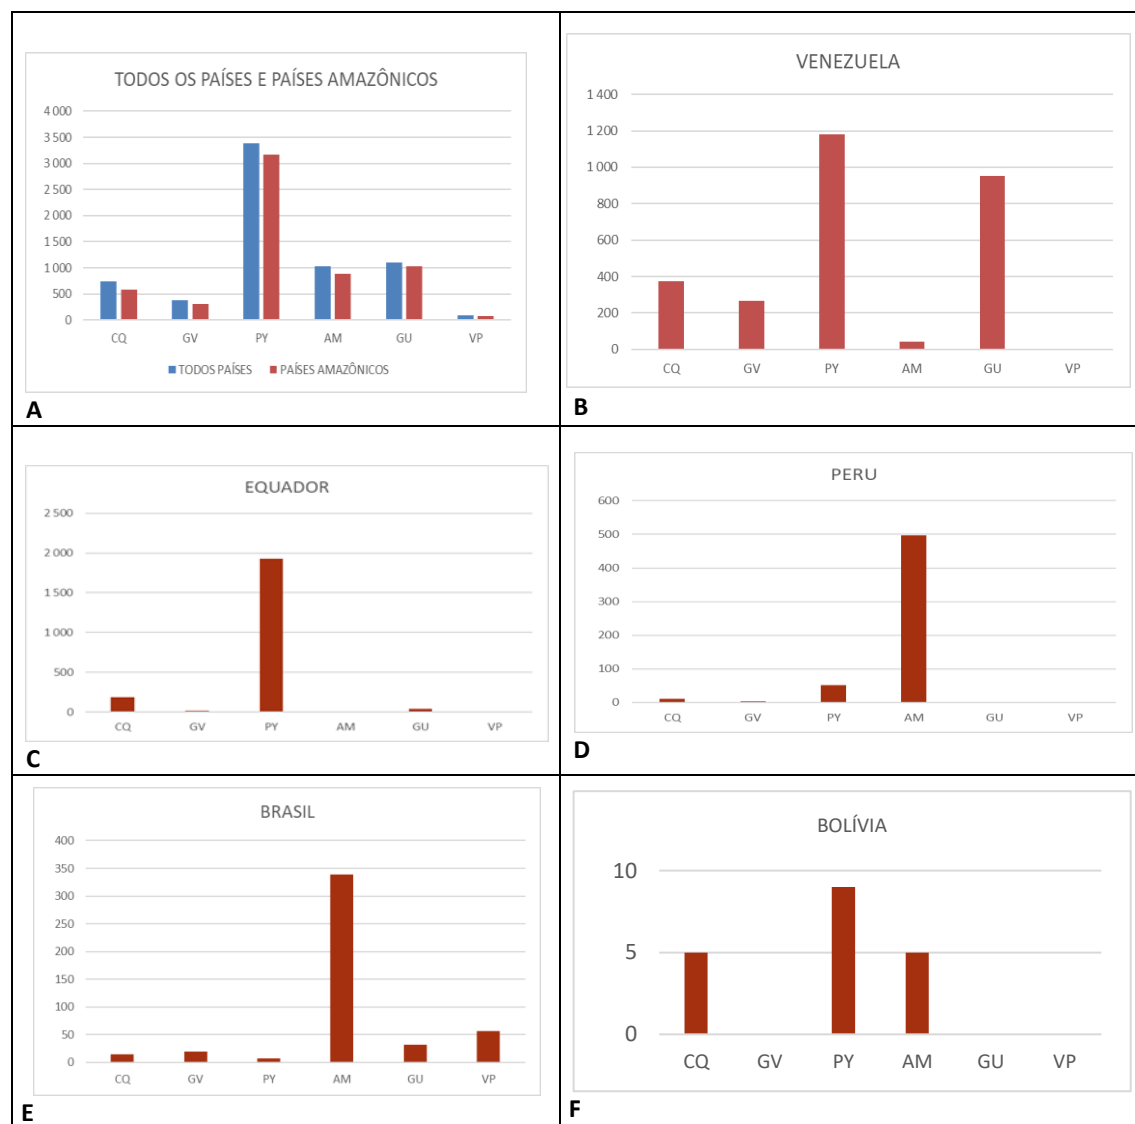 TODOS OS PAÍSES E PAÍSES AMAZÔNICOS
4 000
3 500
3 000
2 500
2 000
1 500
1 000
500
0
CQ GV PY AM GU VP
TODOS PAÍSES PAÍSES AMAZÔNICOS
A
VENEZUELA
1 400
1 200
1 000
800
600
400
200
0
CQ GV PY AM GU VP
B
EQUADOR
2 500
2 000
1 500
1 000
500
0
CQ GV PY AM GU VP
C
PERU
600
500
400
300
200
100
0
CQ GV PY AM GU VP
D
BRASIL
400
350
300
250
200
150
100
50
0
CQ GV PY AM GU VP
E
BOLÍVIA
10
5
0
CQ GV PY AM GU VP
F